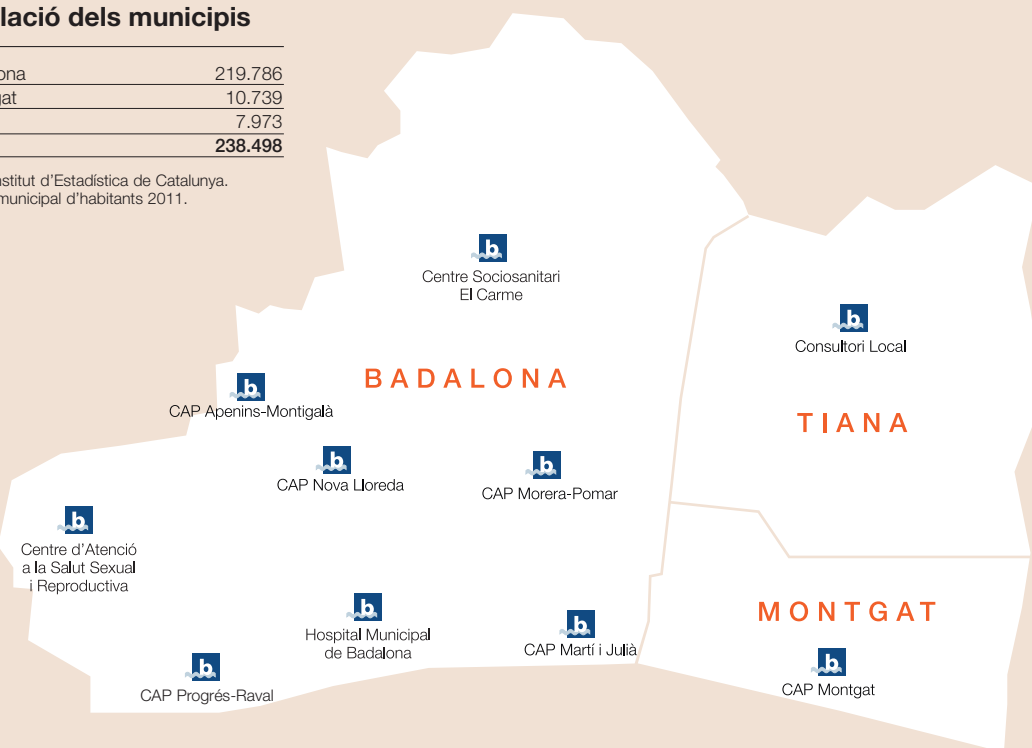 lació dels municipis
ona 219.786
gat 10.739
7.973
238.498
nstitut d'Estadística de Catalunya.
municipal d'habitants 2011.
b
Centre Sociosanitari
El Carme
b
Consultori Local
BADALONA
b
CAP Apenins-Montigalà
TIANA
b
CAP Nova Lloreda
b
CAP Morera-Pomar
b
Centre d'Atenció
a la Salut Sexual
i Reproductiva
b
Hospital Municipal
de Badalona
b
CAP Martí i Julià
MONTGAT
b
CAP Progrés-Raval
b
CAP Montgat